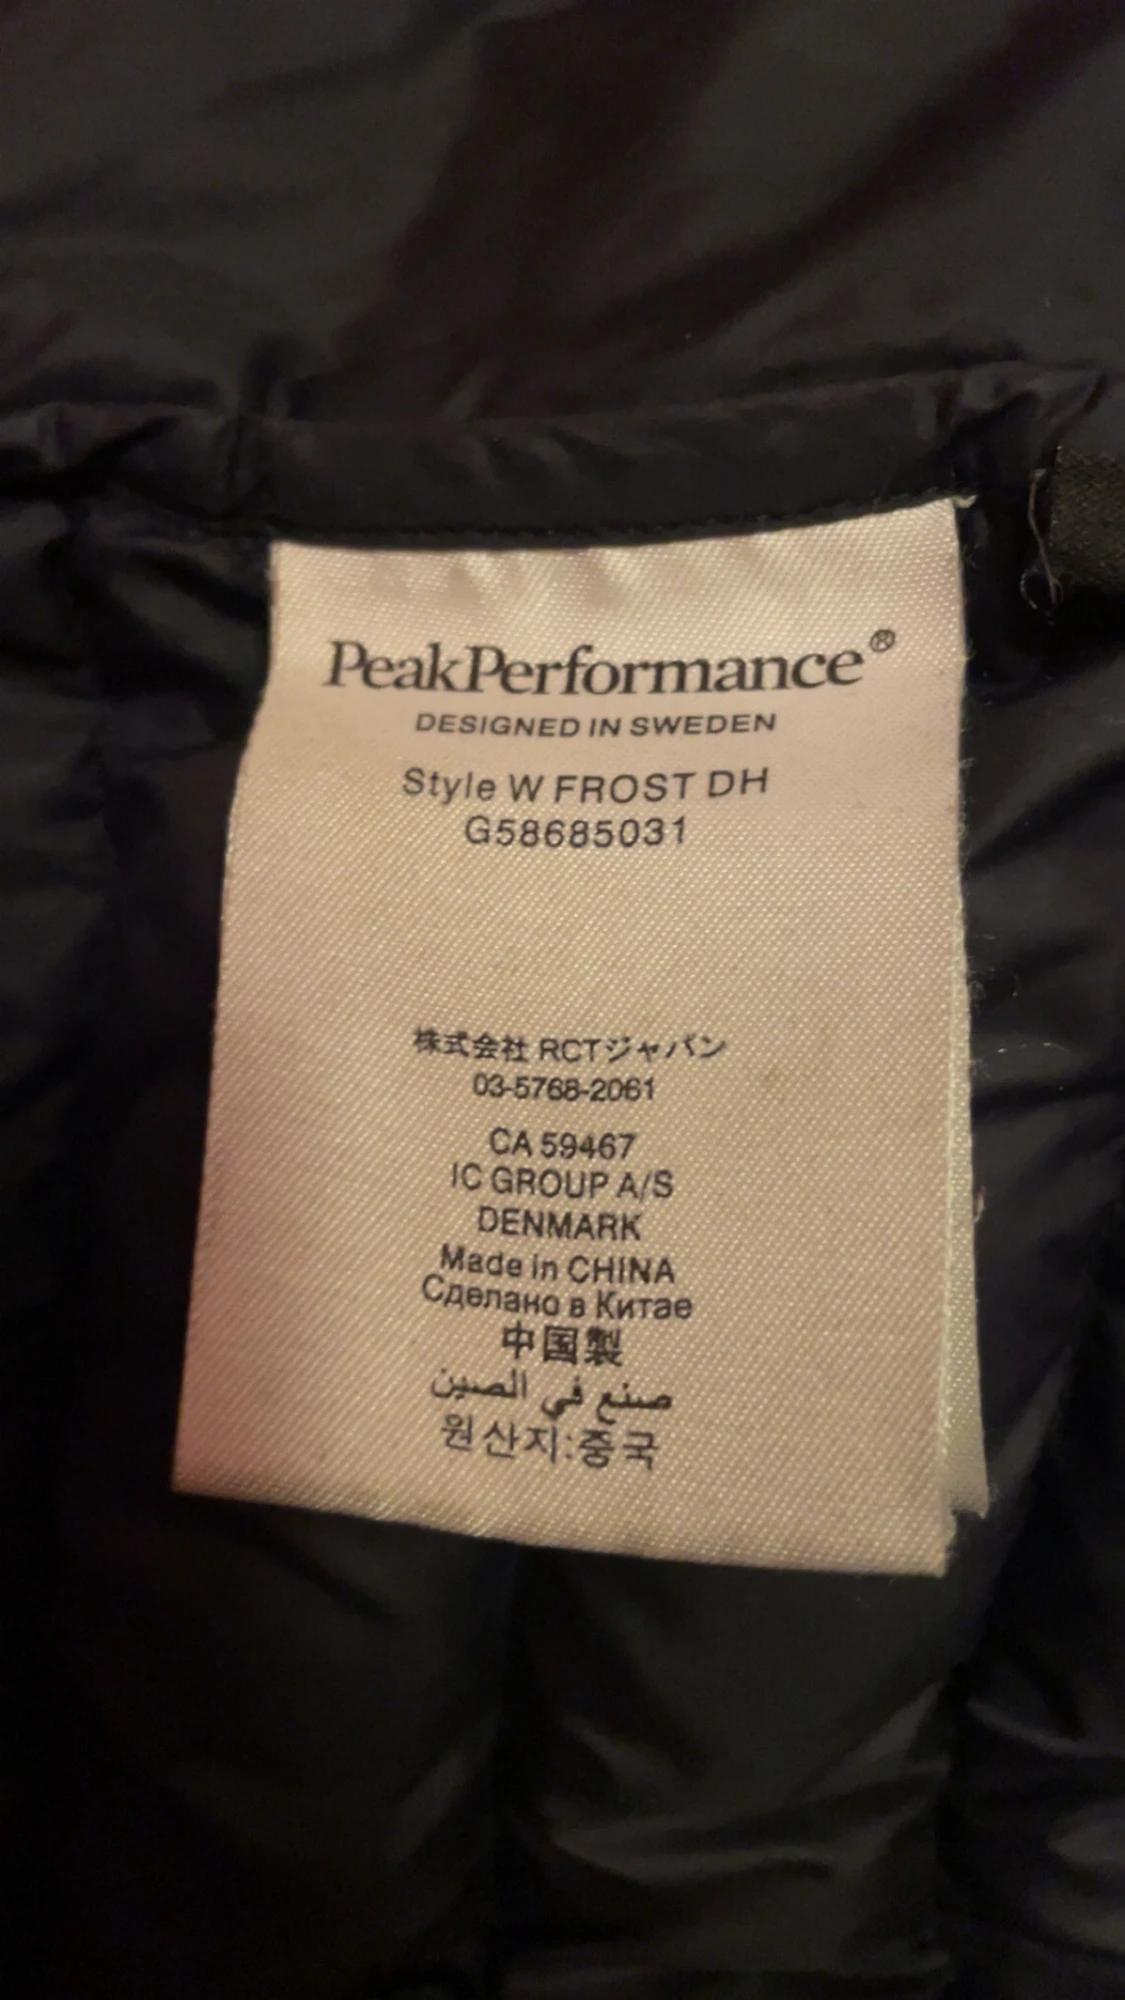 PeakPerformance®
DESIGNED IN SWEDEN
Style W FROST DH
G58685031
株式会社 RCTジャパン
03-5768-2061
CA 59467
IC GROUP A/S
DENMARK
Made in CHINA
Сделано в Китае
中国製
صنع في الصين
원산지:중국